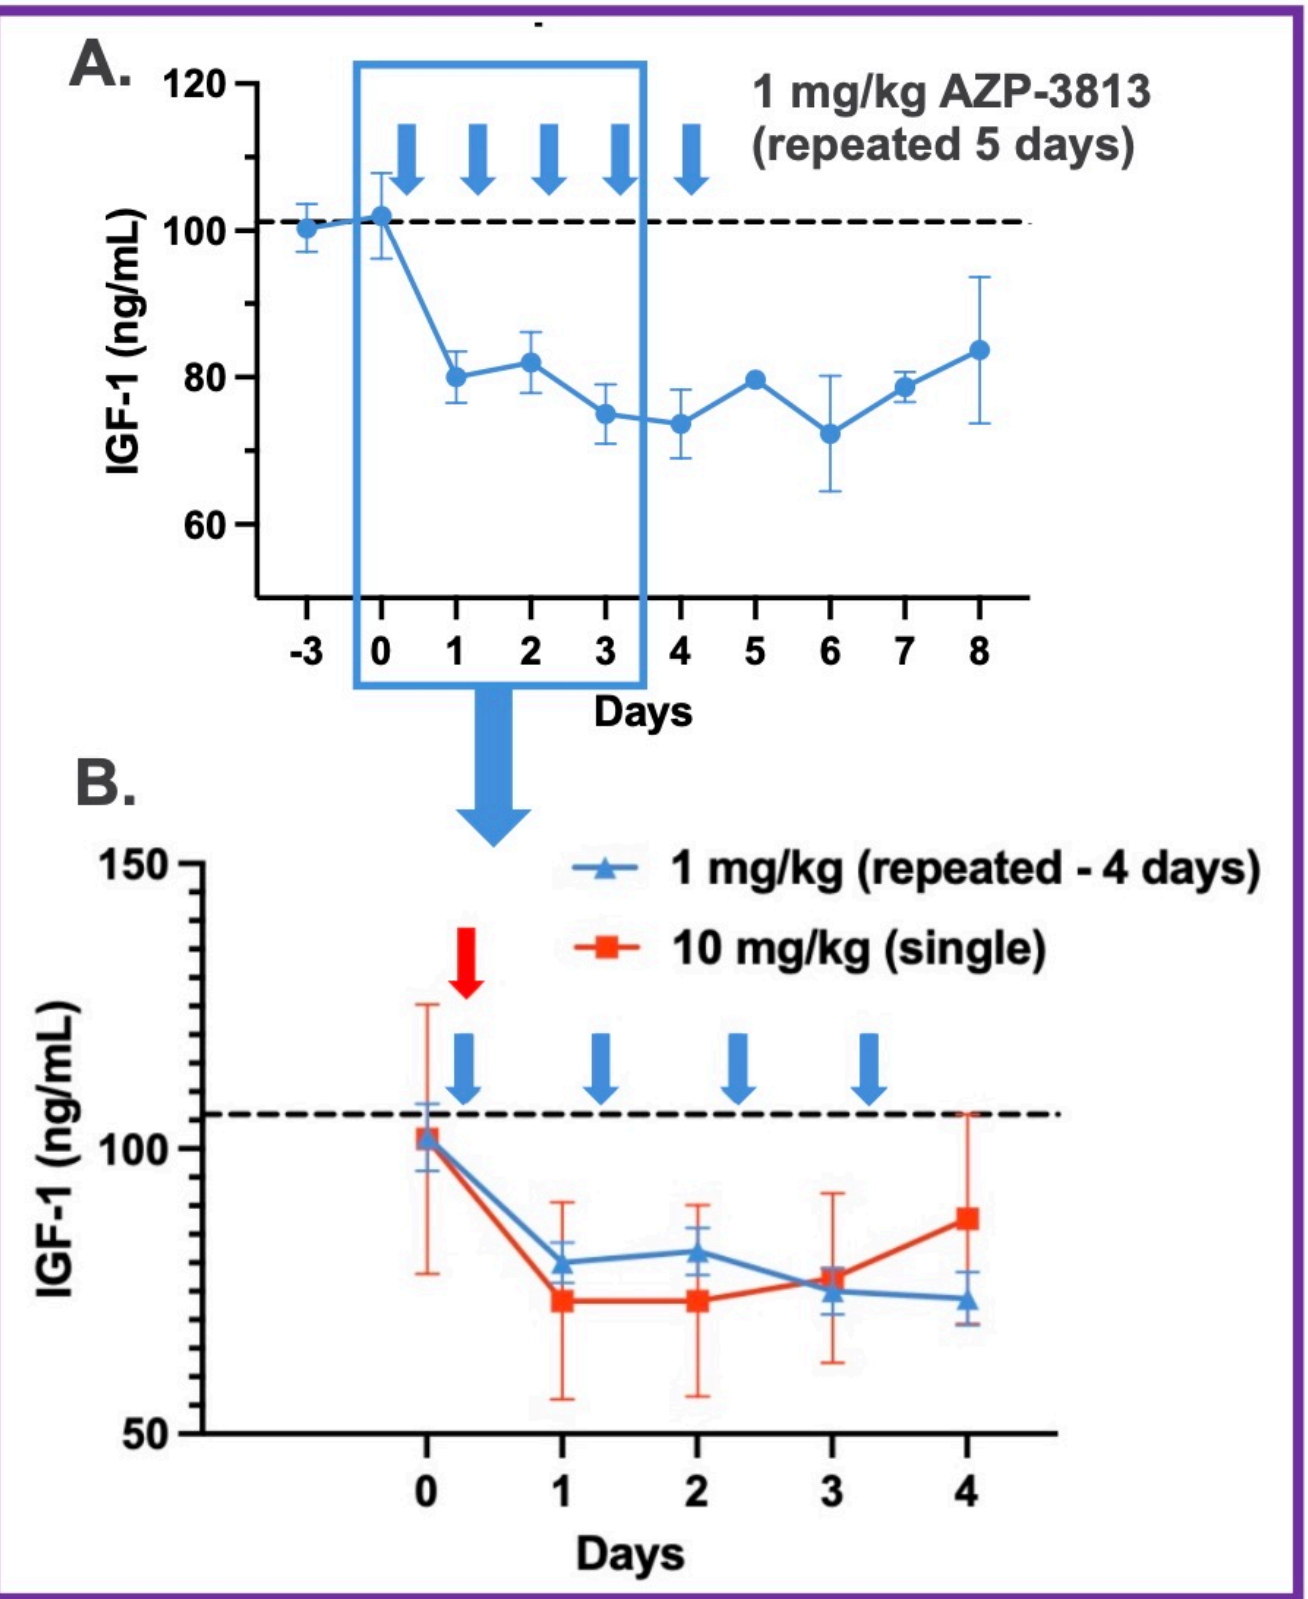 A.
1 mg/kg AZP-3813
(repeated 5 days)
120
100
80
60
IGF-1 (ng/mL)
-3 0 1 2 3 4 5 6 7 8
Days
B.
1 mg/kg (repeated - 4 days)
10 mg/kg (single)
150
100
50
IGF-1 (ng/mL)
0 1 2 3 4
Days